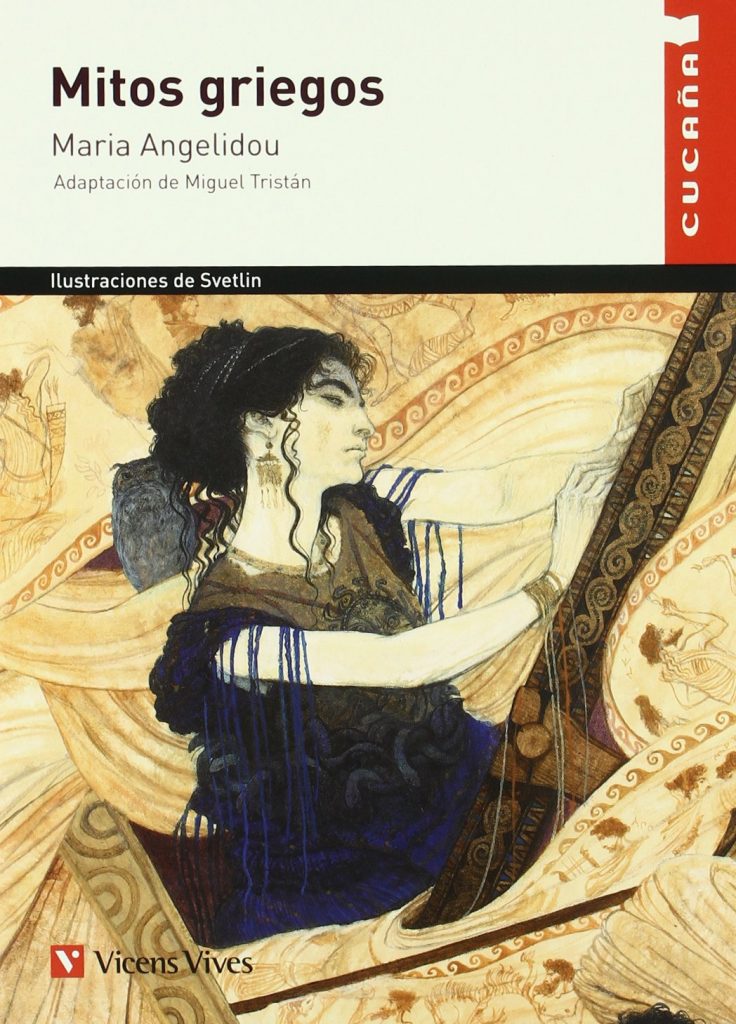 Mitos griegos
Maria Angelidou
Adaptación de Miguel Tristán
CUCAÑA
Ilustraciones de Svetlin
Vicens Vives